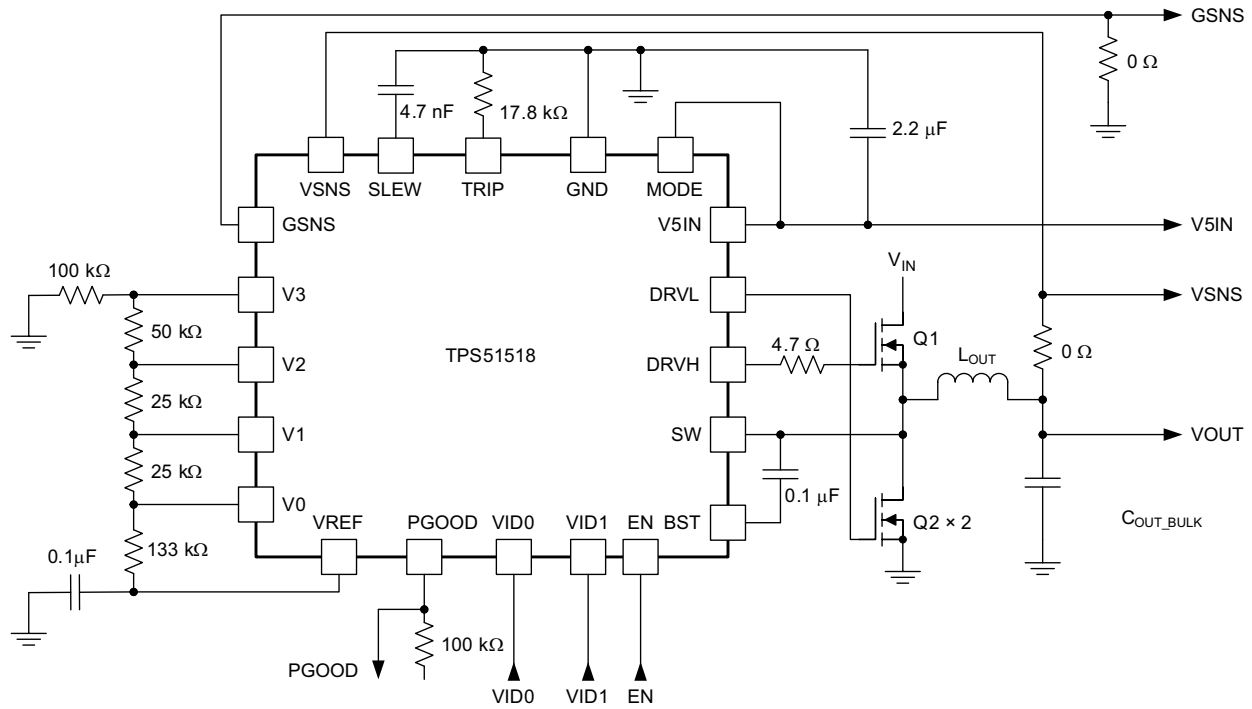 GSNS
0 Ω
4.7 nF
17.8 kΩ
2.2 μF
VSNS SLEW TRIP GND MODE
GSNS
V5IN
V5IN
100 kΩ
V3
DRVL
V_IN
VSNS
50 kΩ
Q1
V2
TPS51518
DRVH
4.7 Ω
L_OUT
0 Ω
25 kΩ
V1
SW
VOUT
25 kΩ
0.1 μF
V0
VREF PGOOD VID0 VID1 EN BST
Q2 × 2
C_OUT_BULK
133 kΩ
0.1μF
100 kΩ
PGOOD
VID0 VID1 EN